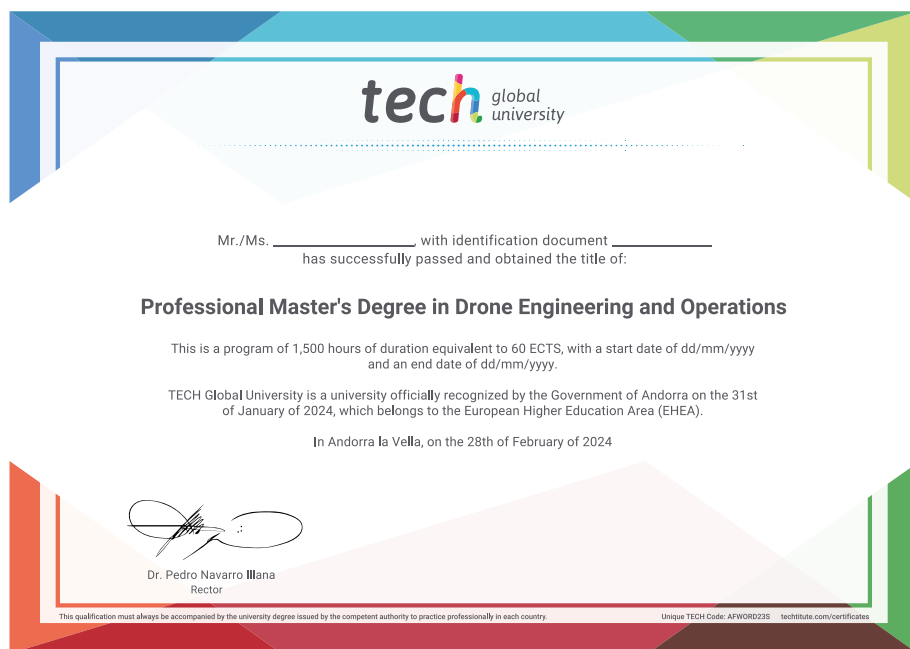 tech global university
Mr./Ms. ____________, with identification document ____________
has successfully passed and obtained the title of:
Professional Master's Degree in Drone Engineering and Operations
This is a program of 1,500 hours of duration equivalent to 60 ECTS, with a start date of dd/mm/yyyy
and an end date of dd/mm/yyyy.
TECH Global University is a university officially recognized by the Government of Andorra on the 31st
of January of 2024, which belongs to the European Higher Education Area (EHEA).
In Andorra la Vella, on the 28th of February of 2024
Dr. Pedro Navarro Illana
Rector
This qualification must always be accompanied by the university degree issued by the competent authority to practice professionally in each country.
Unique TECH Code: AFWORD23S techtitute.com/certificates